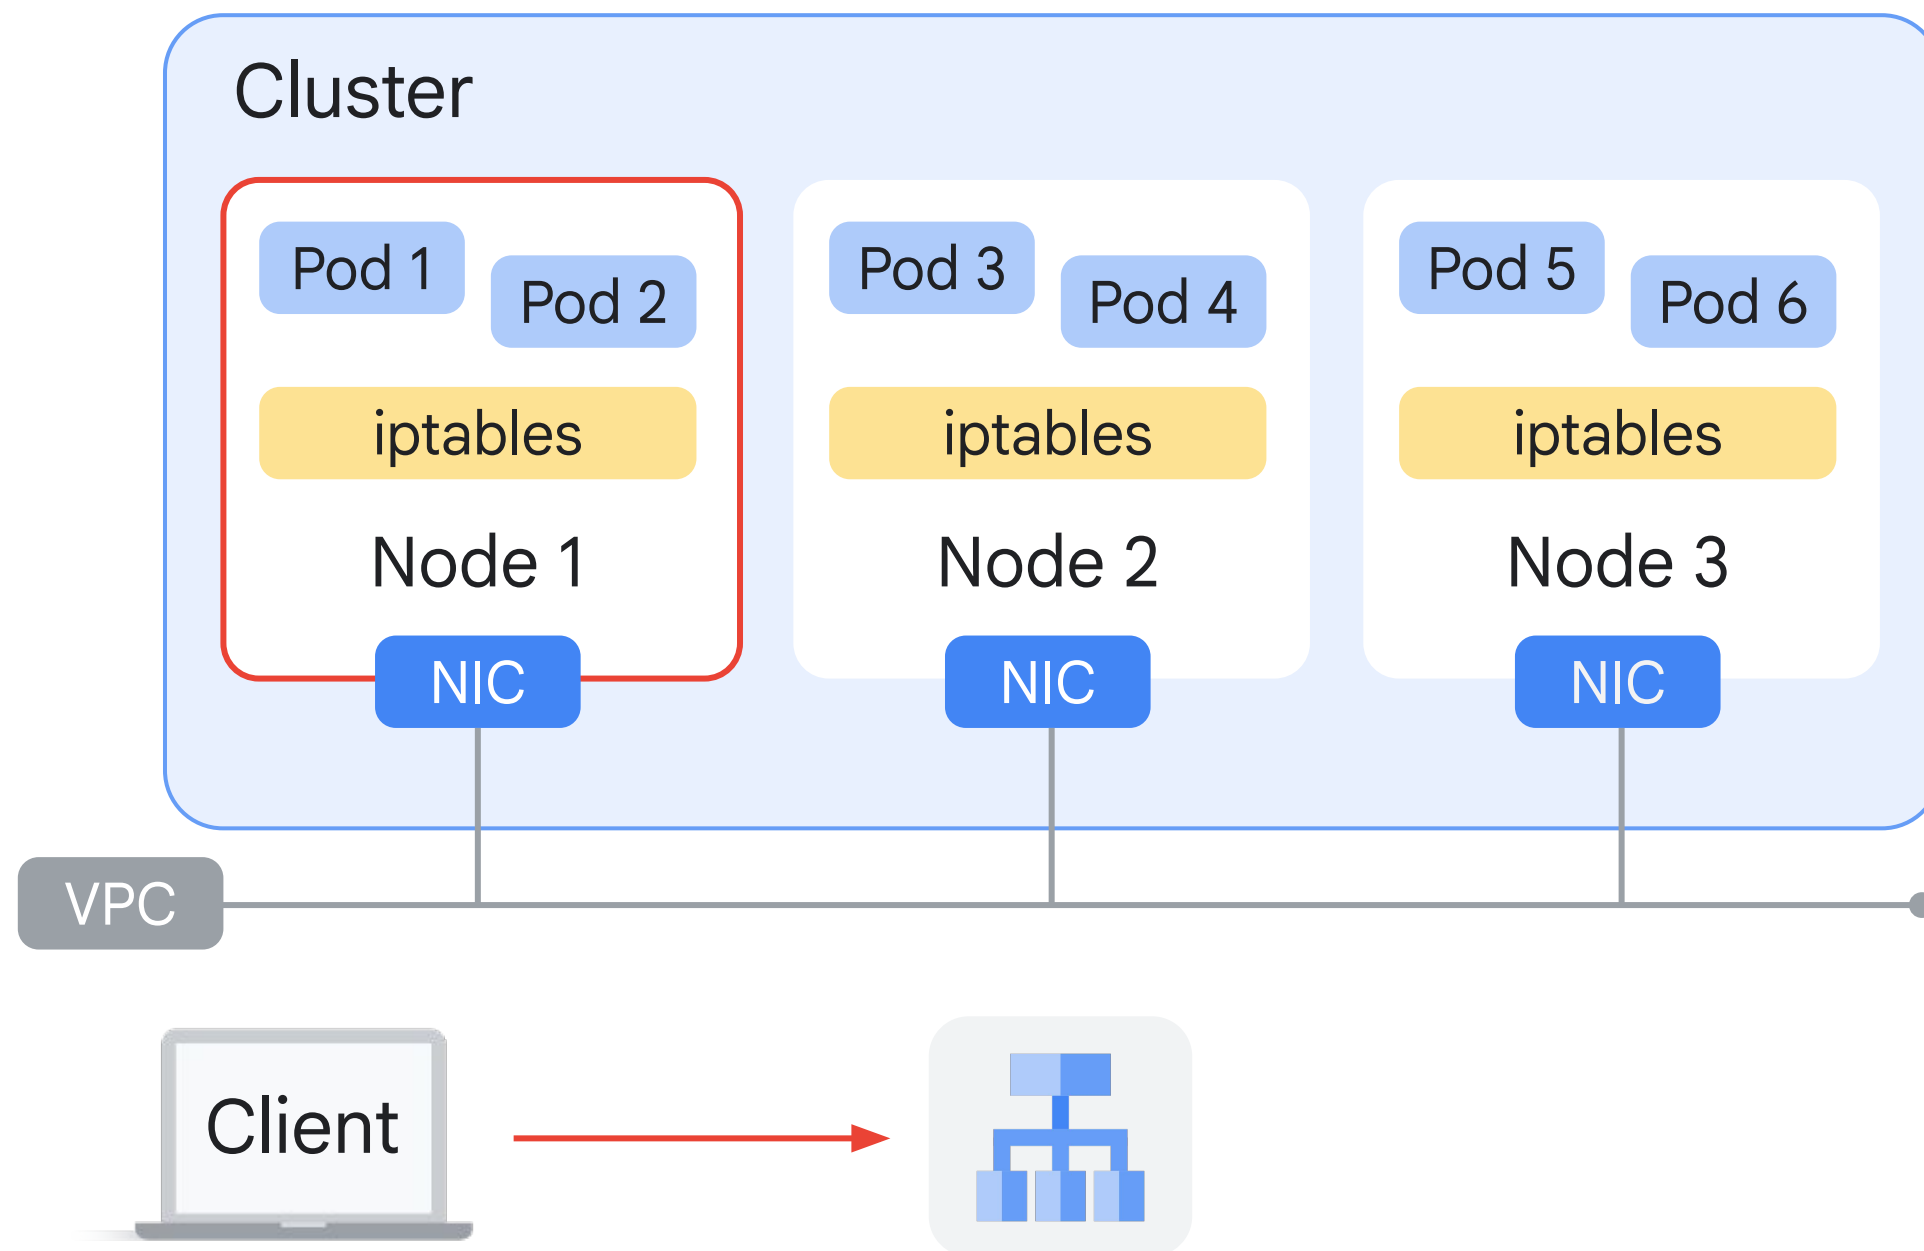 Cluster
Pod 1
Pod 2
iptables
Node 1
NIC
Pod 3
Pod 4
iptables
Node 2
NIC
Pod 5
Pod 6
iptables
Node 3
NIC
VPC
Client